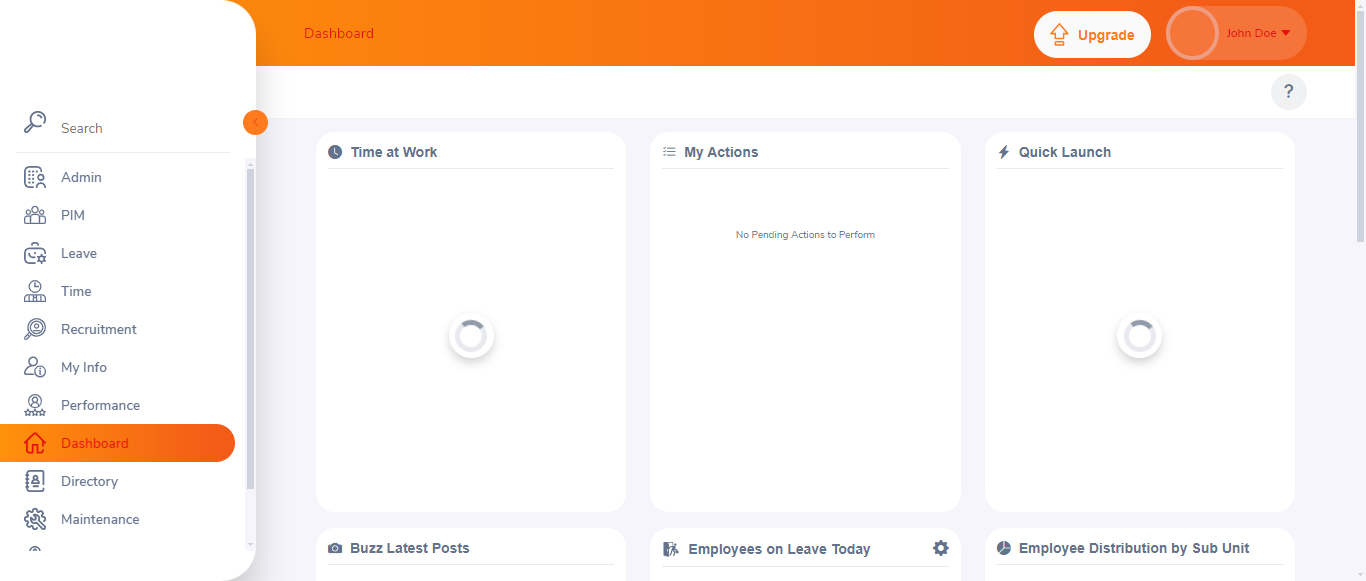 Dashboard
Upgrade
John Doe
?
Search
Admin
PIM
Leave
Time
Recruitment
My Info
Performance
Dashboard
Directory
Maintenance
Time at Work
My Actions
No Pending Actions to Perform
Quick Launch
Buzz Latest Posts
Employees on Leave Today
Employee Distribution by Sub Unit